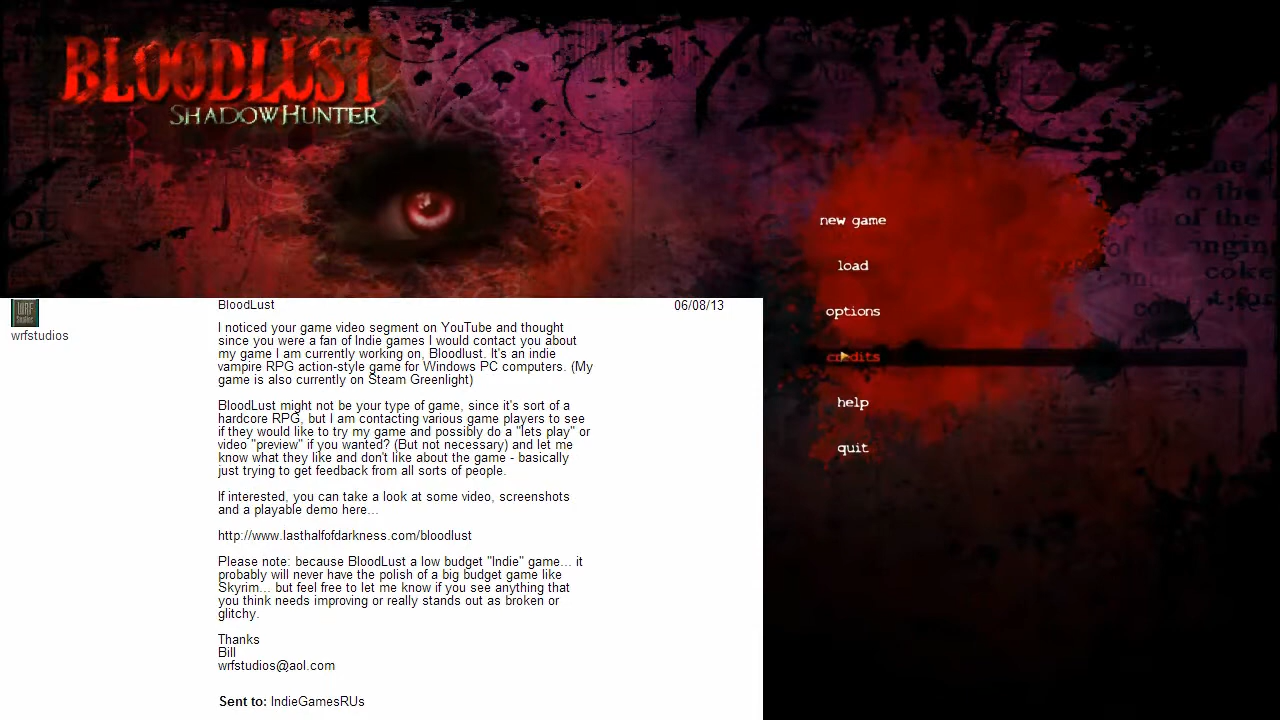 BLOODLUST
SHADOWHUNTER
new game
load
options
credits
help
quit
wrfstudios
BloodLust 06/08/13
I noticed your game video segment on YouTube and thought
since you were a fan of Indie games I would contact you about
my game I am currently working on, Bloodlust. It's an indie
vampire RPG action-style game for Windows PC computers. (My
game is also currently on Steam Greenlight)
BloodLust might not be your type of game, since it's sort of a
hardcore RPG, but I am contacting various game players to see
if they would like to try my game and possibly do a "lets play" or
video "preview" if you wanted? (But not necessary) and let me
know what they like and don't like about the game - basically
just trying to get feedback from all sorts of people.
If interested, you can take a look at some video, screenshots
and a playable demo here...
http://www.lasthalfofdarkness.com/bloodlust
Please note: because BloodLust a low budget "Indie" game... it
probably will never have the polish of a big budget game like
Skyrim... but feel free to let me know if you see anything that
you think needs improving or really stands out as broken or
glitchy.
Thanks
Bill
wrfstudios@aol.com
Sent to: IndieGamesRUs